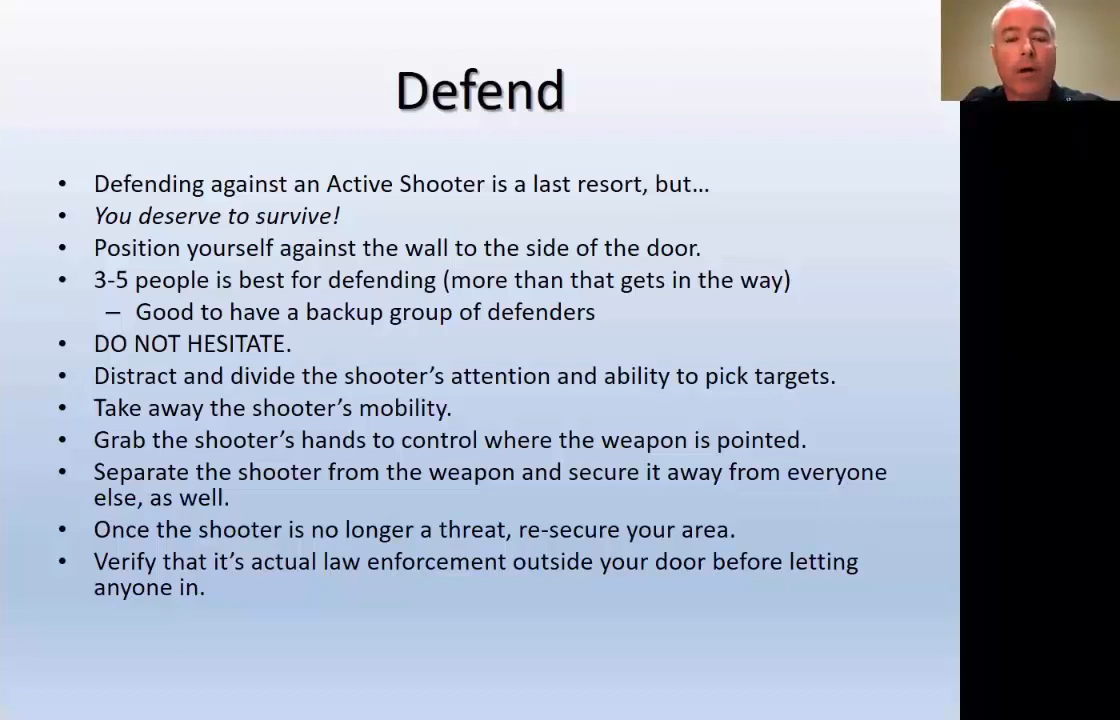 Defend
• Defending against an Active Shooter is a last resort, but…
• You deserve to survive!
• Position yourself against the wall to the side of the door.
• 3-5 people is best for defending (more than that gets in the way)
– Good to have a backup group of defenders
• DO NOT HESITATE.
• Distract and divide the shooter’s attention and ability to pick targets.
• Take away the shooter’s mobility.
• Grab the shooter’s hands to control where the weapon is pointed.
• Separate the shooter from the weapon and secure it away from everyone
else, as well.
• Once the shooter is no longer a threat, re-secure your area.
• Verify that it’s actual law enforcement outside your door before letting
anyone in.